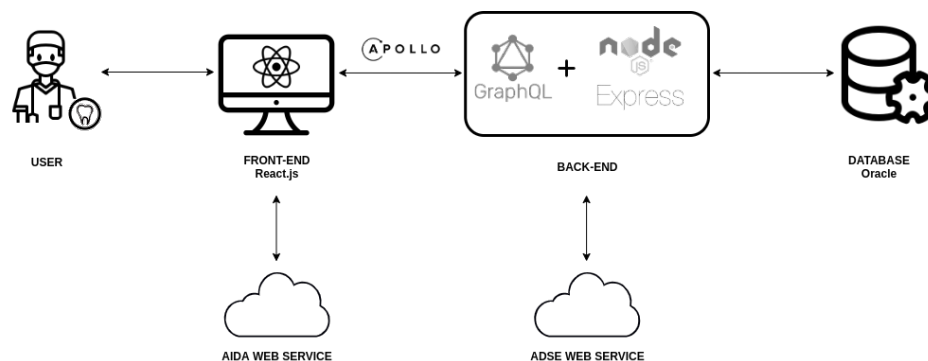 APOLLO
GraphQL
+
node
JS
Express
USER
FRONT-END
React.js
BACK-END
DATABASE
Oracle
AIDA WEB SERVICE
ADSE WEB SERVICE